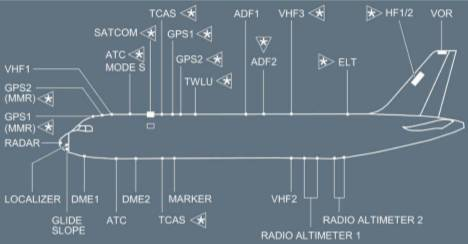 TCAS
SATCOM
GPS1
ADF1
VHF3
HF1/2
VOR
ATC
MODE S
GPS2
ADF2
ELT
VHF1
TWLU
GPS2
(MMR)
GPS1
(MMR)
RADAR
LOCALIZER
DME1
DME2
MARKER
VHF2
GLIDE
SLOPE
ATC
TCAS
RADIO ALTIMETER 2
RADIO ALTIMETER 1